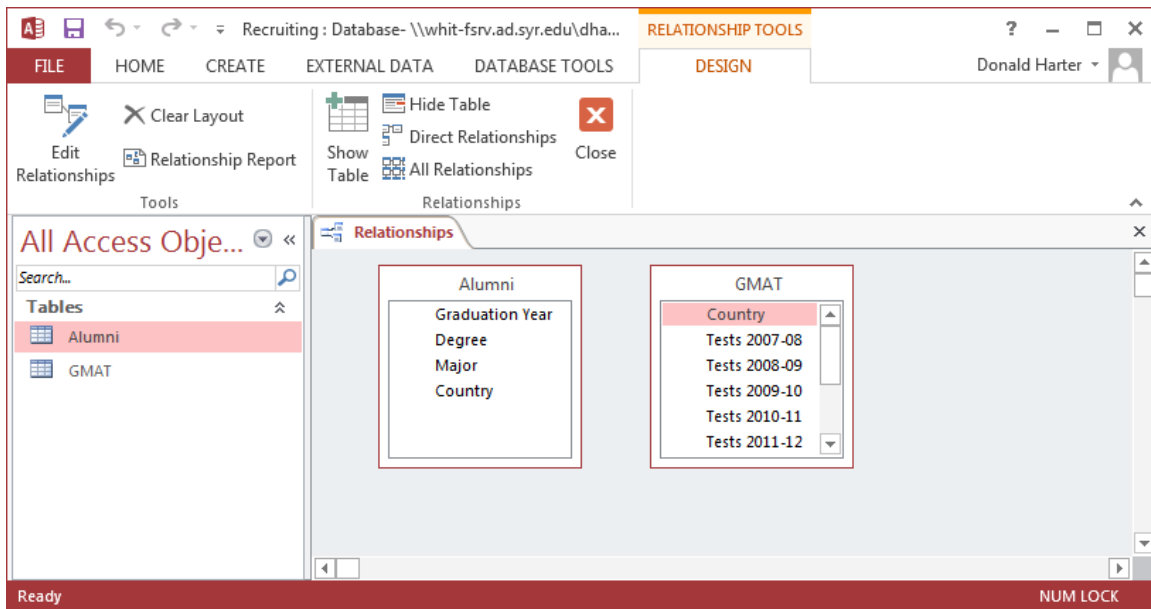 Recruiting : Database- \\whit-fsrv.ad.syr.edu\dha... RELATIONSHIP TOOLS ?
FILE HOME CREATE EXTERNAL DATA DATABASE TOOLS DESIGN Donald Harter
Edit Relationships
Clear Layout
Relationship Report
Tools
Show Table
Hide Table
Direct Relationships
All Relationships
Close
Relationships
All Access Obje...
Search...
Tables
Alumni
GMAT
Relationships
Alumni
Graduation Year
Degree
Major
Country
GMAT
Country
Tests 2007-08
Tests 2008-09
Tests 2009-10
Tests 2010-11
Tests 2011-12
Ready NUM LOCK